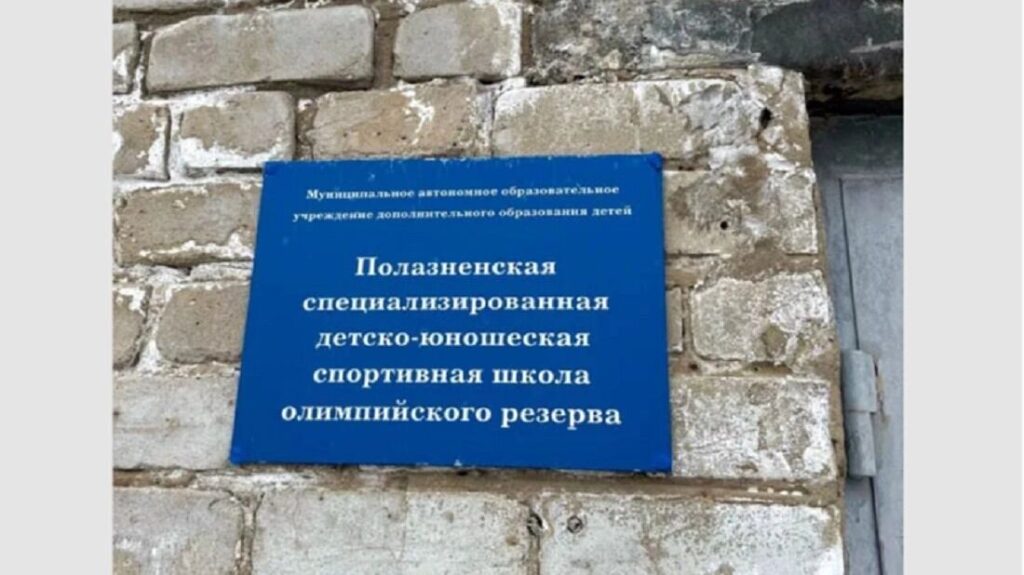 Муниципальное автономное образовательное
учреждение дополнительного образования детей
Полазненская
специализированная
детско-юношеская
спортивная школа
олимпийского резерва